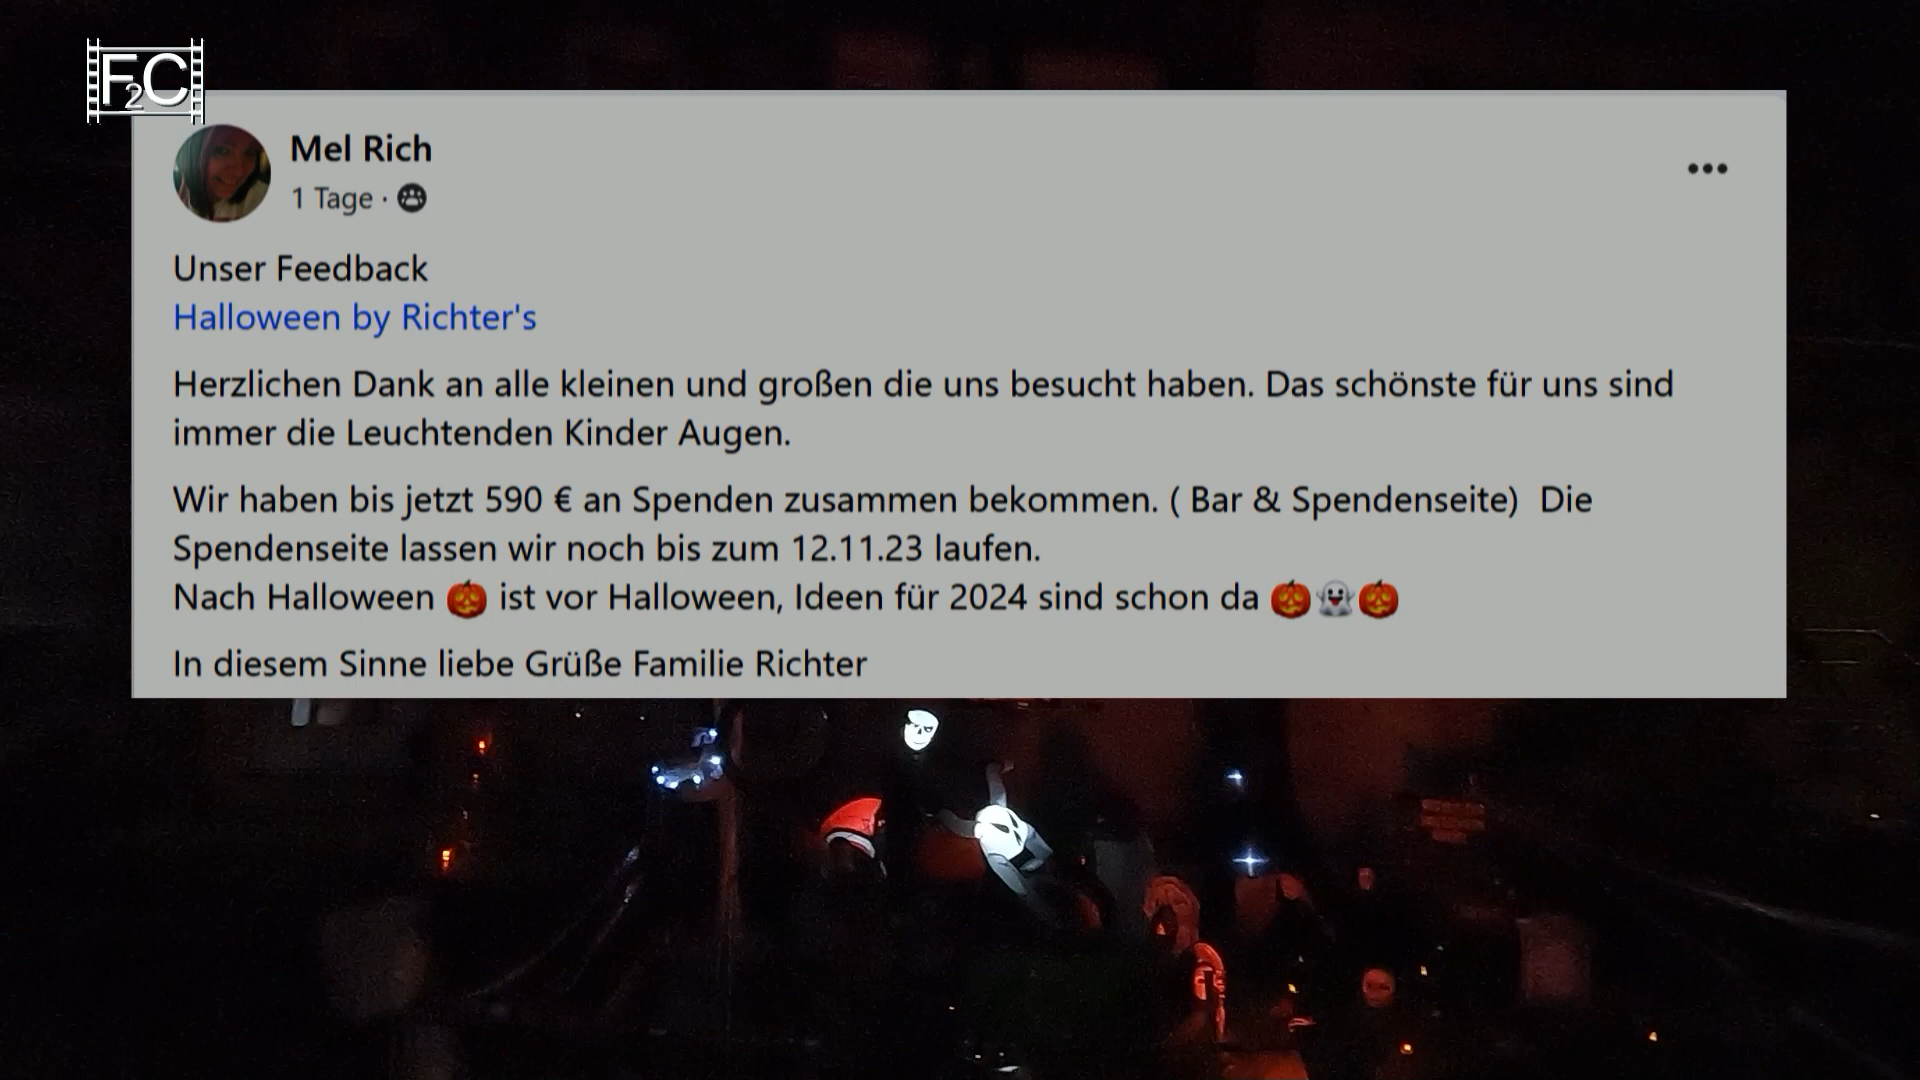 F2C
Mel Rich
1 Tage ·
Unser Feedback
Halloween by Richter's
Herzlichen Dank an alle kleinen und großen die uns besucht haben. Das schönste für uns sind
immer die Leuchtenden Kinder Augen.
Wir haben bis jetzt 590 € an Spenden zusammen bekommen. ( Bar & Spendenseite)  Die
Spendenseite lassen wir noch bis zum 12.11.23 laufen.
Nach Halloween 🎃 ist vor Halloween, Ideen für 2024 sind schon da 🎃👻🎃
In diesem Sinne liebe Grüße Familie Richter